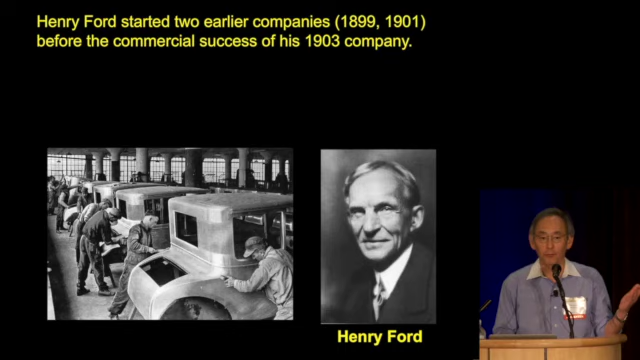 Henry Ford started two earlier companies (1899, 1901)
before the commercial success of his 1903 company.
Henry Ford